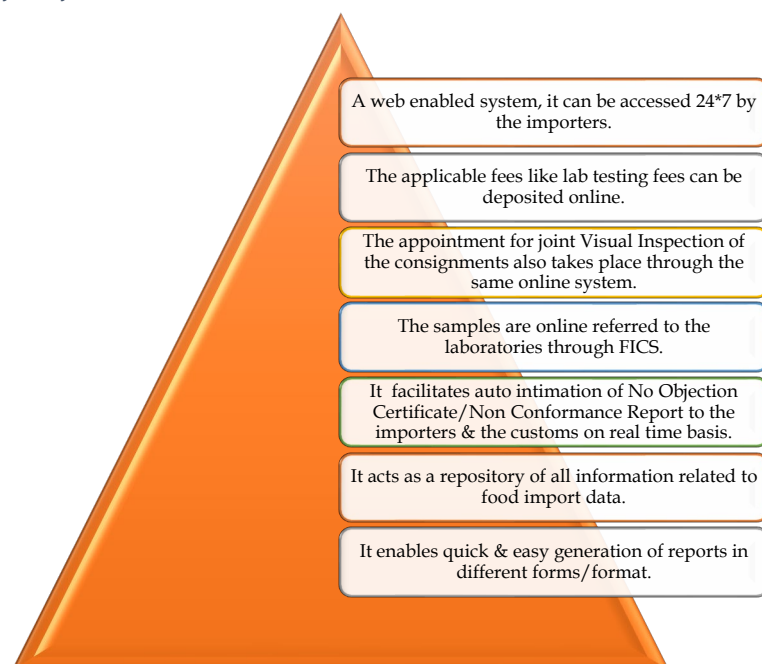 A web enabled system, it can be accessed 24*7 by
the importers.
The applicable fees like lab testing fees can be
deposited online.
The appointment for joint Visual Inspection of
the consignments also takes place through the
same online system.
The samples are online referred to the
laboratories through FICS.
It facilitates auto intimation of No Objection
Certificate/Non Conformance Report to the
importers & the customs on real time basis.
It acts as a repository of all information related to
food import data.
It enables quick & easy generation of reports in
different forms/format.